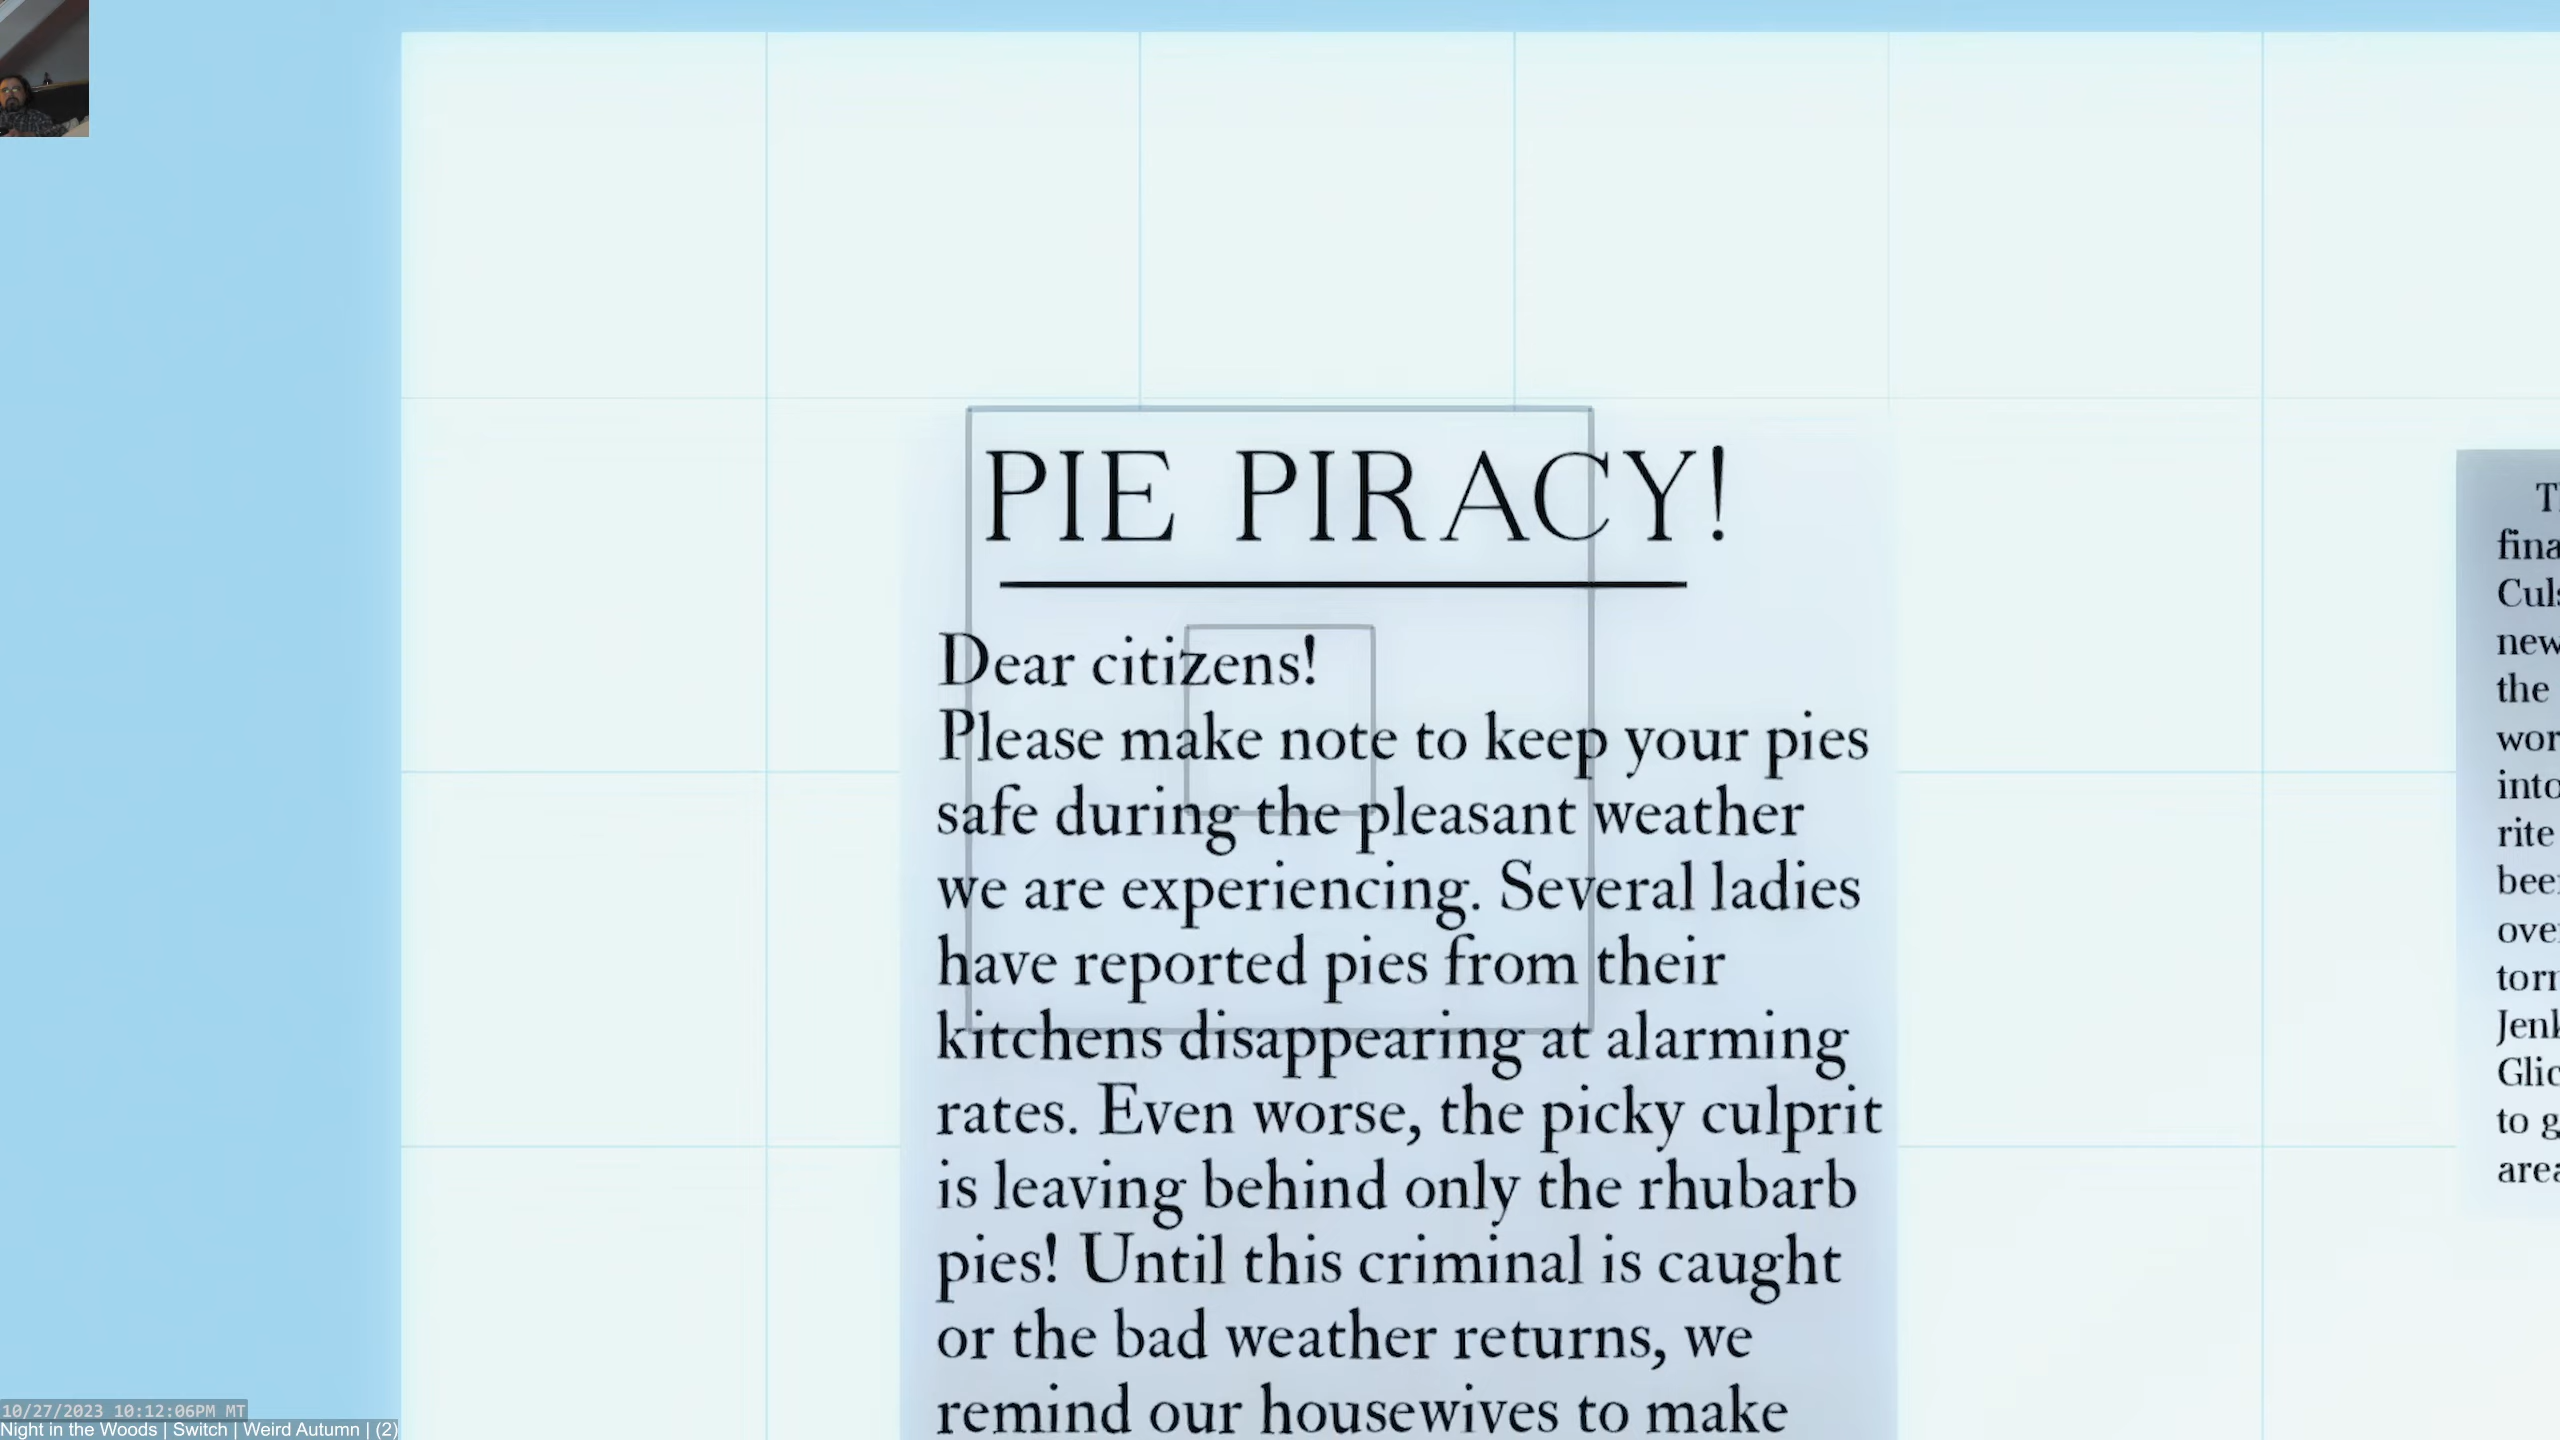 PIE PIRACY!
Dear citizens!
Please make note to keep your pies
safe during the pleasant weather
we are experiencing. Several ladies
have reported pies from their
kitchens disappearing at alarming
rates. Even worse, the picky culprit
is leaving behind only the rhubarb
pies! Until this criminal is caught
or the bad weather returns, we
remind our housewives to make
the
into
rite
to
10/27/2023 10:12:06PM MT
Night in the Woods | Switch | Weird Autumn | (2)